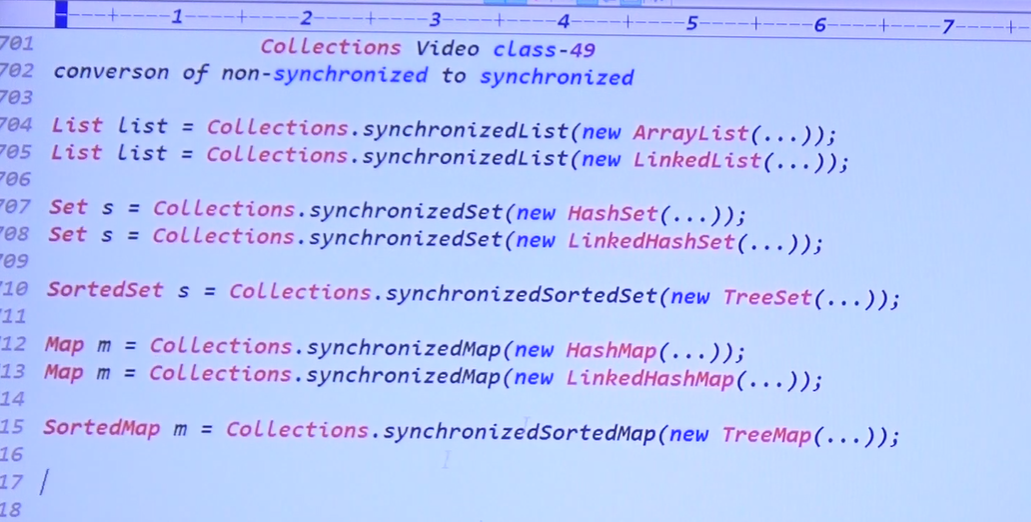 ----+----1----+----2----+----3----+----4----+----5----+----6----+----7----+-
701 Collections Video class-49
702 converson of non-synchronized to synchronized
703
704 List list = Collections.synchronizedList(new ArrayList(...));
705 List list = Collections.synchronizedList(new LinkedList(...));
706
707 Set s = Collections.synchronizedSet(new HashSet(...));
708 Set s = Collections.synchronizedSet(new LinkedHashSet(...));
709
710 SortedSet s = Collections.synchronizedSortedSet(new TreeSet(...));
711
12 Map m = Collections.synchronizedMap(new HashMap(...));
13 Map m = Collections.synchronizedMap(new LinkedHashMap(...));
14
15 SortedMap m = Collections.synchronizedSortedMap(new TreeMap(...));
16
17
18